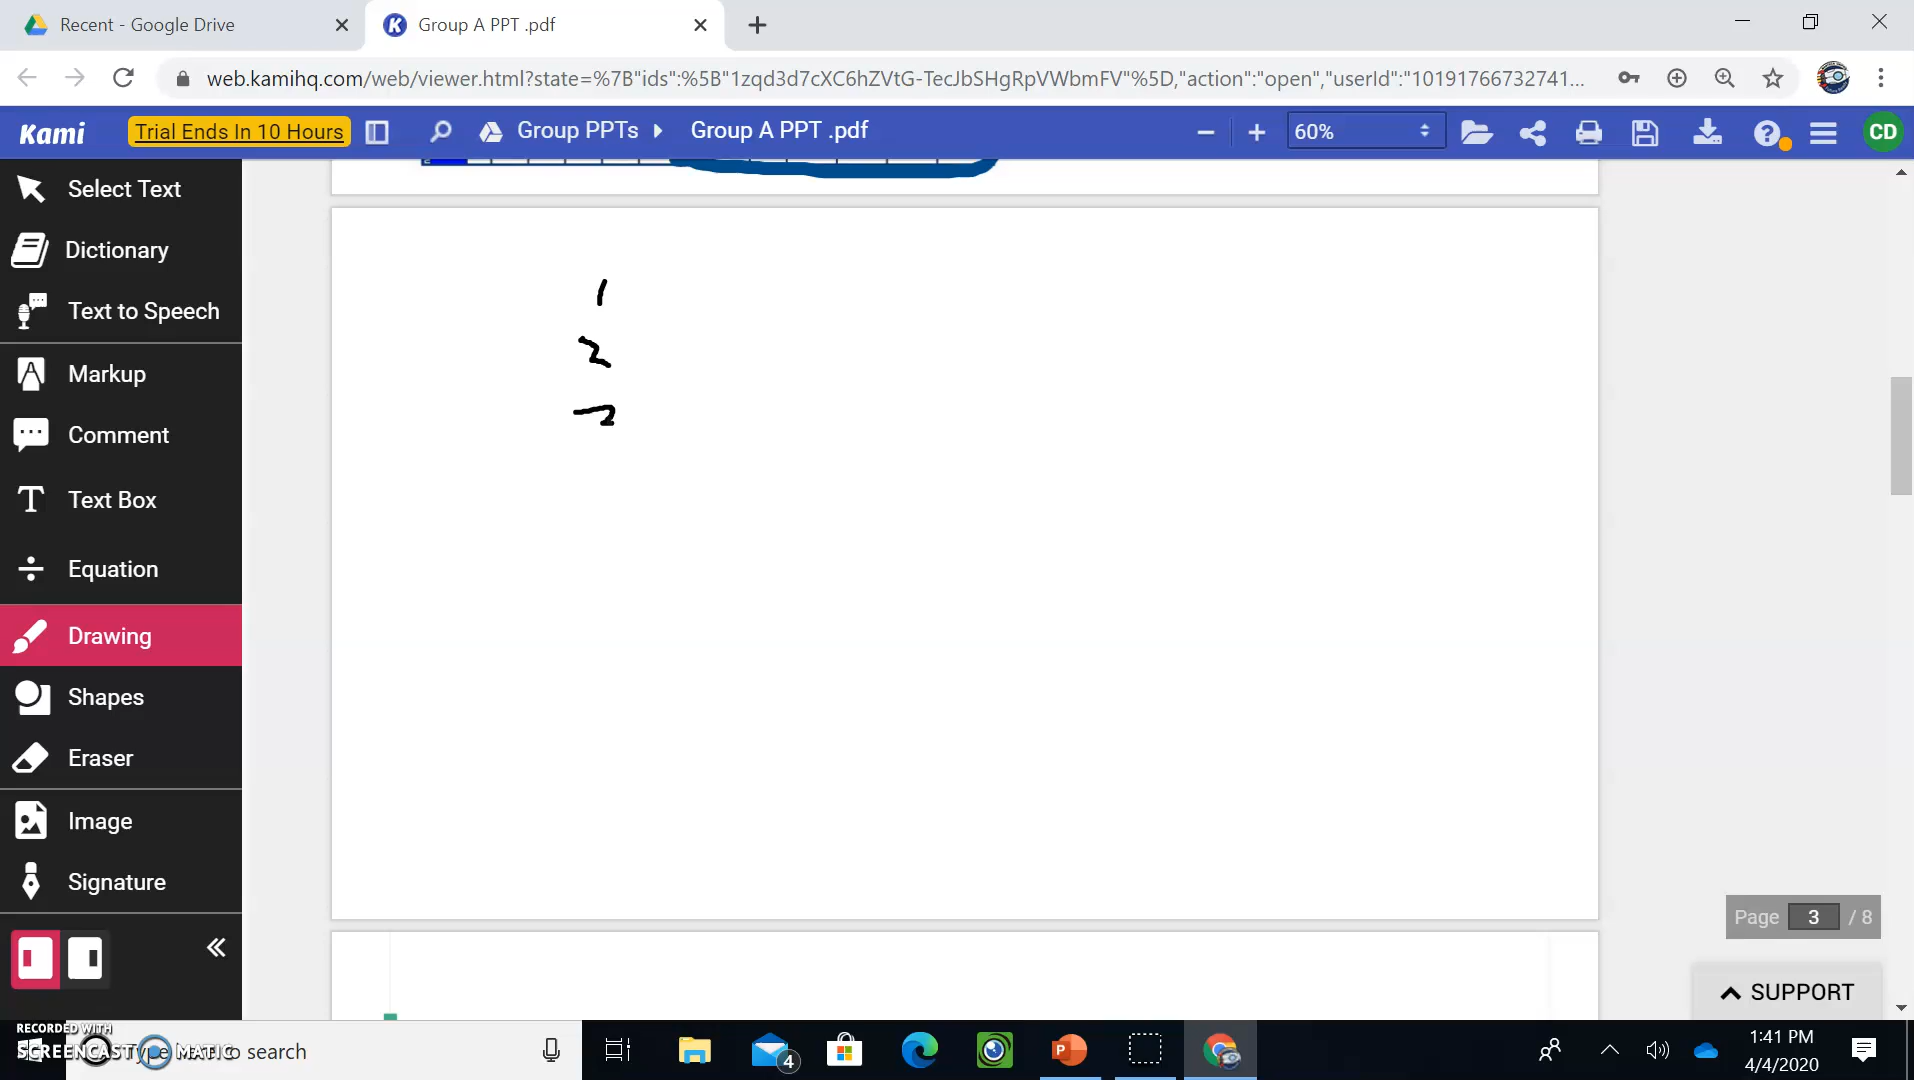 Recent - Google Drive
Group A PPT .pdf
web.kamihq.com/web/viewer.html?state=%7B"ids":%5B"1zqd3d7cXC6hZVtG-TecJbSHgRpVWbmFV"%5D,"action":"open","userId":"10191766732741...
Kami
Trial Ends In 10 Hours
Group PPTs
Group A PPT .pdf
60%
CD
Select Text
Dictionary
Text to Speech
Markup
Comment
Text Box
Equation
Drawing
Shapes
Eraser
Image
Signature
1
2
Page 3 / 8
SUPPORT
RECORDED WITH
SCREENCAST MATIC
to search
4
1:41 PM
4/4/2020